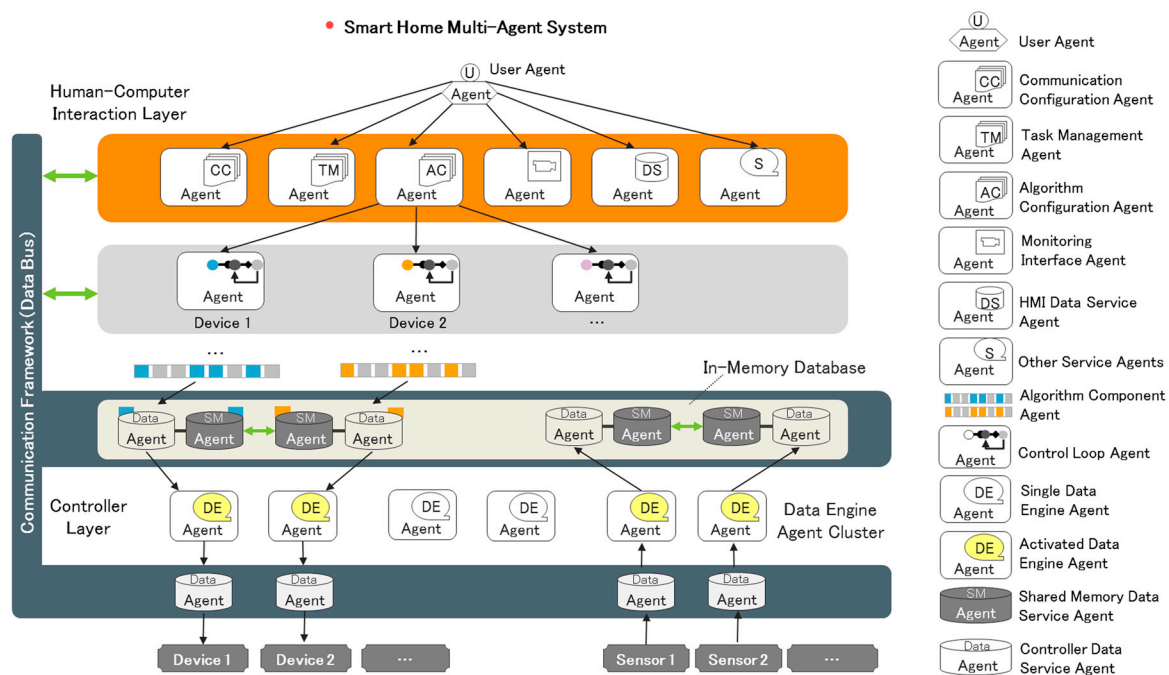 • Smart Home Multi-Agent System
U
User Agent
Agent
Human-Computer
Interaction Layer
CC
Agent
TM
Agent
AC
Agent
Agent
DS
Agent
S
Agent
Agent
Device 1
Agent
Device 2
Agent
...
...
...
In-Memory Database
Data
Agent
SM
Agent
SM
Agent
Data
Agent
Data
Agent
SM
Agent
SM
Agent
Data
Agent
Communication Framework (Data Bus)
Controller
Layer
DE
Agent
DE
Agent
DE
Agent
DE
Agent
DE
Agent
DE
Agent
Data Engine
Agent Cluster
Data
Agent
Data
Agent
Data
Agent
Data
Agent
Device 1
Device 2
...
Sensor 1
Sensor 2
...
U
Agent
User Agent
CC
Agent
Communication
Configuration Agent
TM
Agent
Task Management
Agent
AC
Agent
Algorithm
Configuration Agent
Agent
Monitoring
Interface Agent
DS
Agent
HMI Data Service
Agent
S
Agent
Other Service Agents
Algorithm Component
Agent
Agent
Control Loop Agent
DE
Agent
Single Data
Engine Agent
DE
Agent
Activated Data
Engine Agent
SM
Agent
Shared Memory Data
Service Agent
Data
Agent
Controller Data
Service Agent